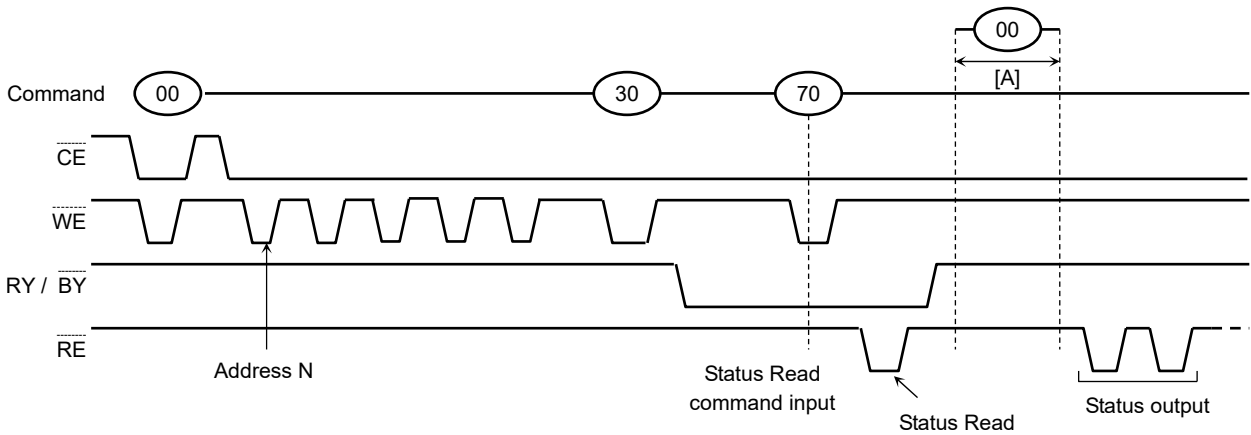 00
[A]
Command 00 30 70
CE
WE
RY / BY
RE
Address N
Status Read
command input
Status Read
Status output